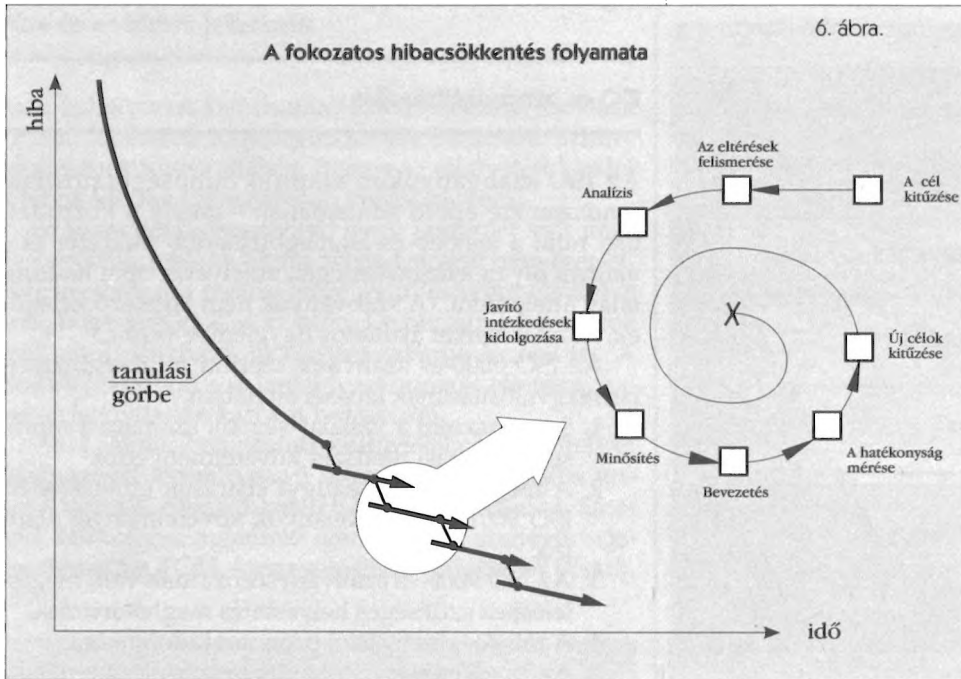 6. ábra.
A fokozatos hibacsökkentés folyamata
hiba
Az eltérések
felismerése
A cél
kitűzése
Analízis
Javító
intézkedések
kidolgozása
Új célok
kitűzése
tanulási
görbe
Minősítés
A hatékonyság
mérése
Bevezetés
idő